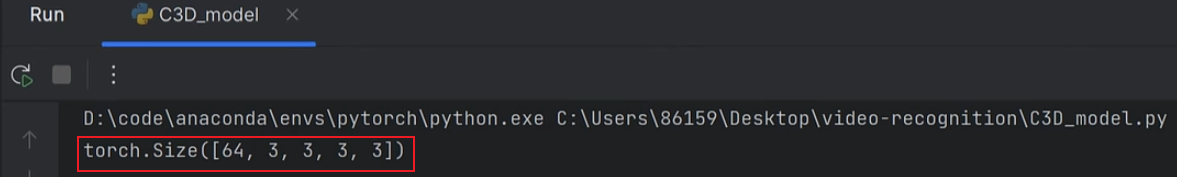 Run C3D_model
D:\code\anaconda\envs\pytorch\python.exe C:\Users\86159\Desktop\video-recognition\C3D_model.py
torch.Size([64, 3, 3, 3, 3])